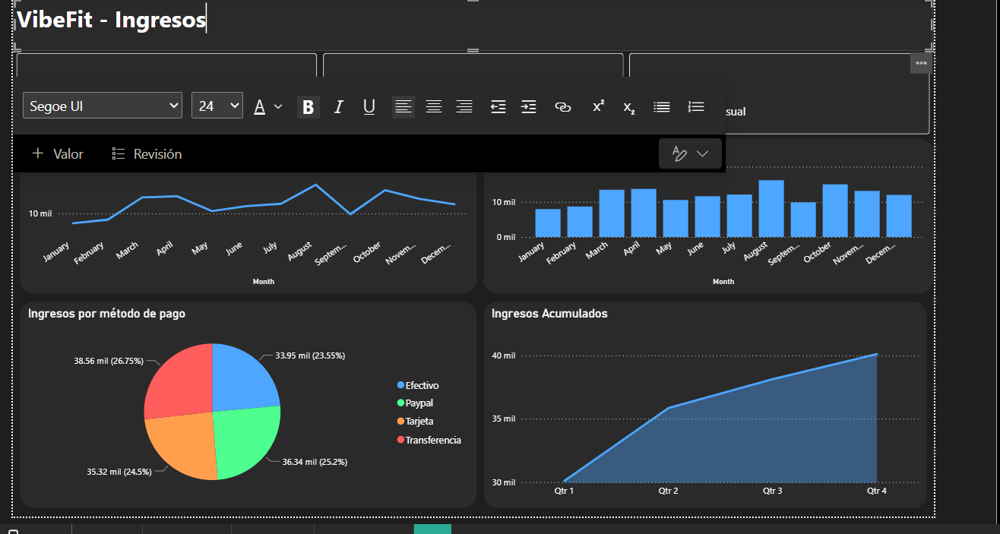 VibeFit - Ingresos
Segoe UI
24
A
B
I
U
x²
x₂
sual
+ Valor
Revisión
10 mil
January
February
March
April
May
June
July
August
Septem...
October
Novem...
Decem...
Month
10 mil
0 mil
January
February
March
April
May
June
July
August
Septem...
October
Novem...
Decem...
Month
Ingresos por método de pago
38.56 mil (26.75%)
33.95 mil (23.55%)
35.32 mil (24.5%)
36.34 mil (25.2%)
Efectivo
Paypal
Tarjeta
Transferencia
Ingresos Acumulados
40 mil
35 mil
30 mil
Qtr 1
Qtr 2
Qtr 3
Qtr 4